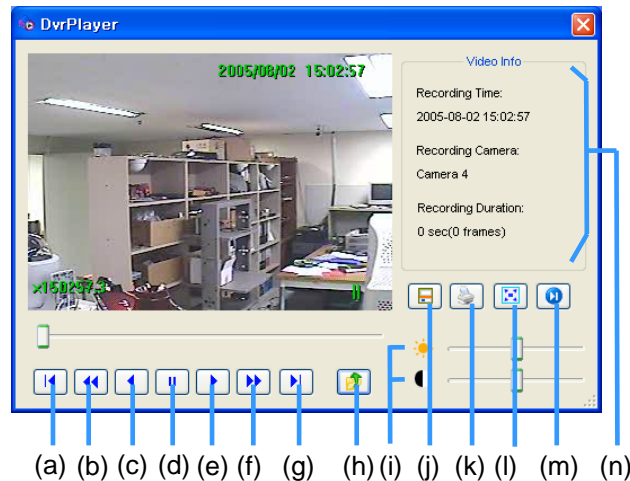 DvrPlayer
2005/08/02 15:02:57
Video Info
Recording Time:
2005-08-02 15:02:57
Recording Camera:
Camera 4
Recording Duration:
0 sec(0 frames)
x150297.3
(a) (b) (c) (d) (e) (f) (g) (h) (i) (j) (k) (l) (m) (n)